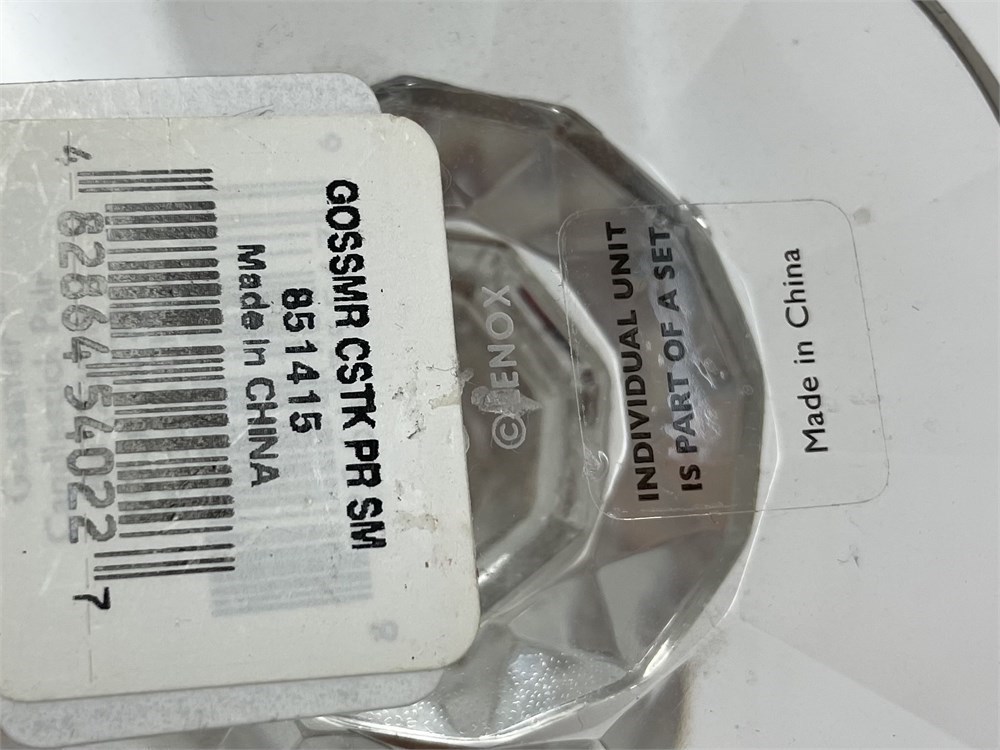 GOSSMR CSTK PR SM
851415
Made in CHINA
4 82864 54022 7
© LENOX
INDIVIDUAL UNIT
IS PART OF A SET
Made in China